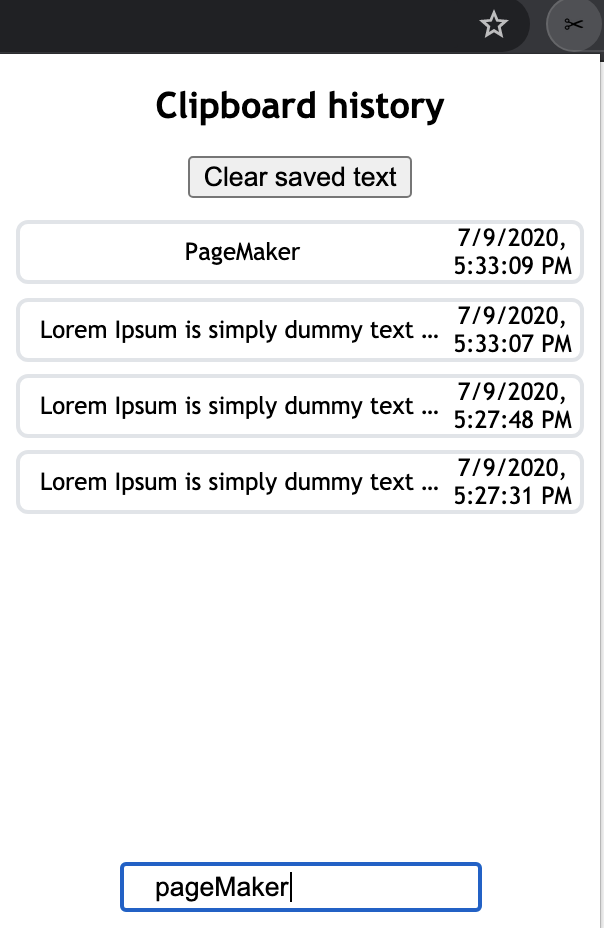 Clipboard history
Clear saved text
PageMaker
7/9/2020,
5:33:09 PM
Lorem Ipsum is simply dummy text ...
7/9/2020,
5:33:07 PM
Lorem Ipsum is simply dummy text ...
7/9/2020,
5:27:48 PM
Lorem Ipsum is simply dummy text ...
7/9/2020,
5:27:31 PM
pageMaker